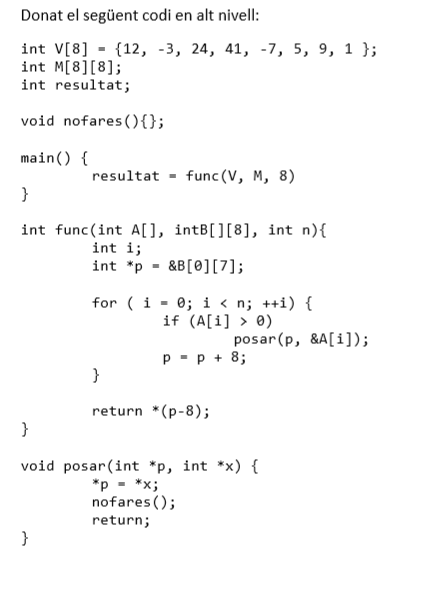 Donat el següent codi en alt nivell:
int V[8] = {12, -3, 24, 41, -7, 5, 9, 1 };
int M[8][8];
int resultat;
void nofares(){};
main() {
resultat = func(V, M, 8)
}
int func(int A[], intB[][8], int n){
int i;
int *p = &B[0][7];
for ( i = 0; i < n; ++i) {
if (A[i] > 0)
posar(p, &A[i]);
p = p + 8;
}
return *(p-8);
}
void posar(int *p, int *x) {
*p = *x;
nofares();
return;
}